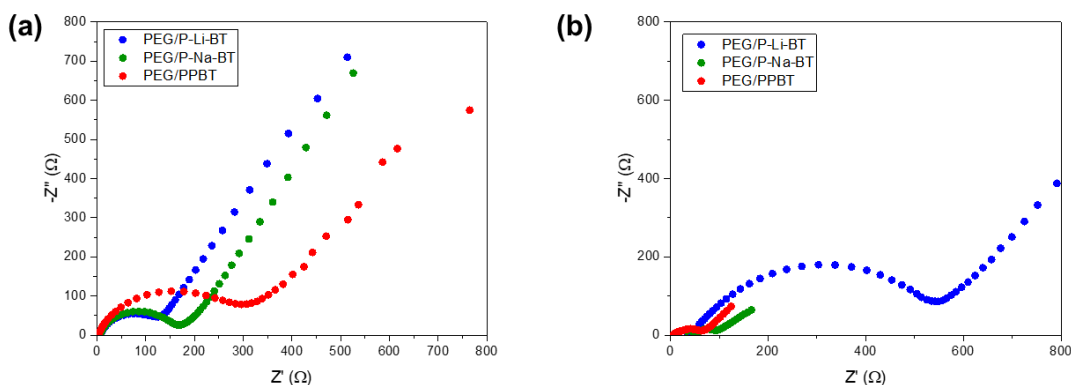 (a)
800
700
600
500
400
300
200
100
0
-Z" (Ω)
PEG/P-Li-BT
PEG/P-Na-BT
PEG/PPBT
0 100 200 300 400 500 600 700 800
Z' (Ω)
(b)
800
600
400
200
0
-Z" (Ω)
PEG/P-Li-BT
PEG/P-Na-BT
PEG/PPBT
0 200 400 600 800
Z' (Ω)